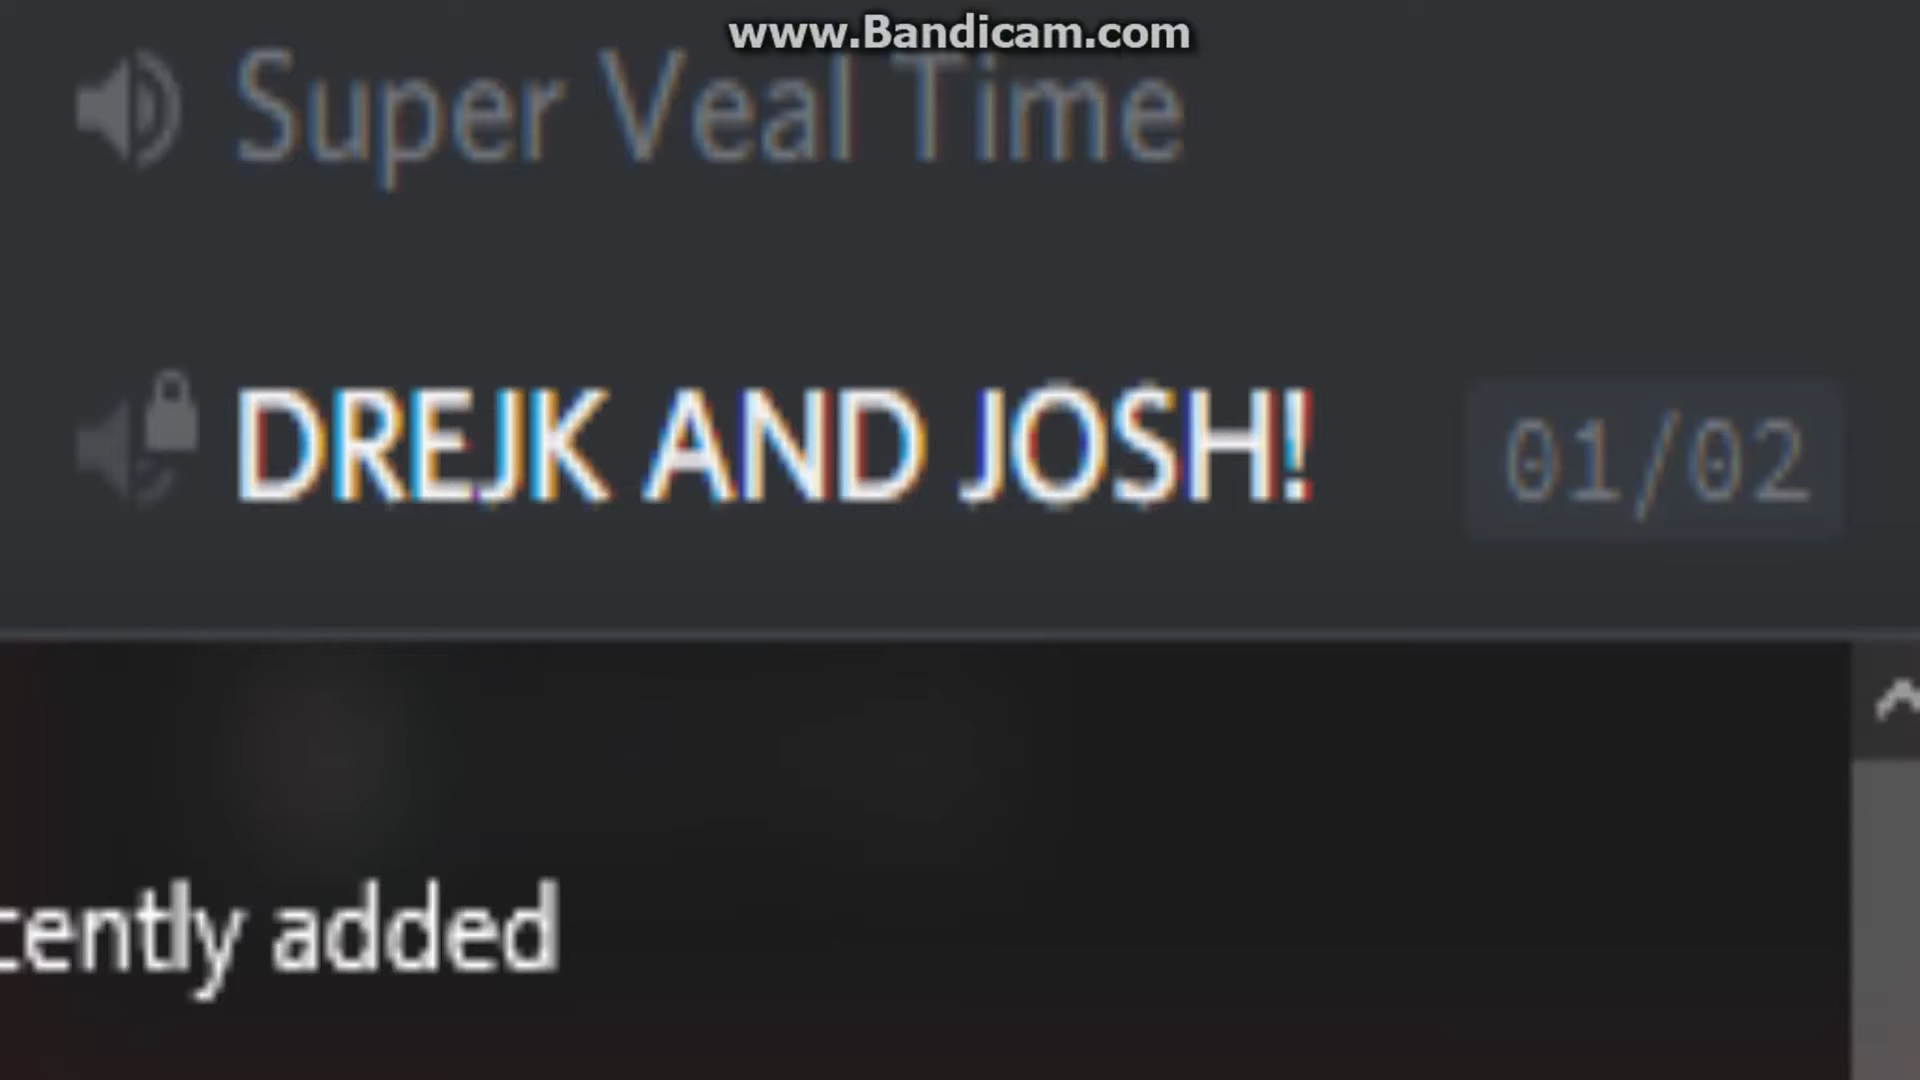 www.Bandicam.com
Super Veal Time
DREJK AND JOSH! 01/02
cently added